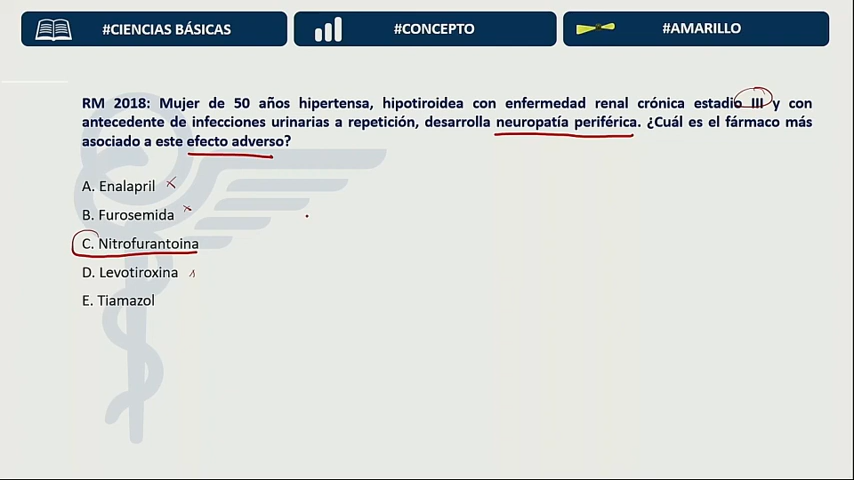 #CIENCIAS BÁSICAS
#CONCEPTO
#AMARILLO
RM 2018: Mujer de 50 años hipertensa, hipotiroidea con enfermedad renal crónica estadio III y con
antecedente de infecciones urinarias a repetición, desarrolla neuropatía periférica. ¿Cuál es el fármaco más
asociado a este efecto adverso?
A. Enalapril
B. Furosemida
C. Nitrofurantoina
D. Levotiroxina
E. Tiamazol